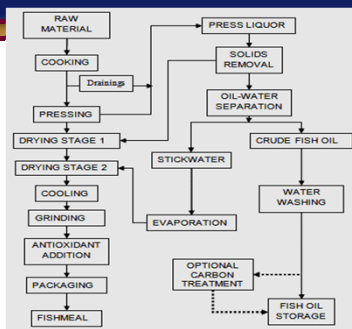 RAW
MATERIAL
COOKING
Drainings
PRESSING
DRYING STAGE 1
DRYING STAGE 2
COOLING
GRINDING
ANTIOXIDANT
ADDITION
PACKAGING
FISHMEAL
PRESS LIQUOR
SOLIDS
REMOVAL
OIL-WATER
SEPARATION
STICKWATER
EVAPORATION
CRUDE FISH OIL
WATER
WASHING
OPTIONAL
CARBON
TREATMENT
FISH OIL
STORAGE